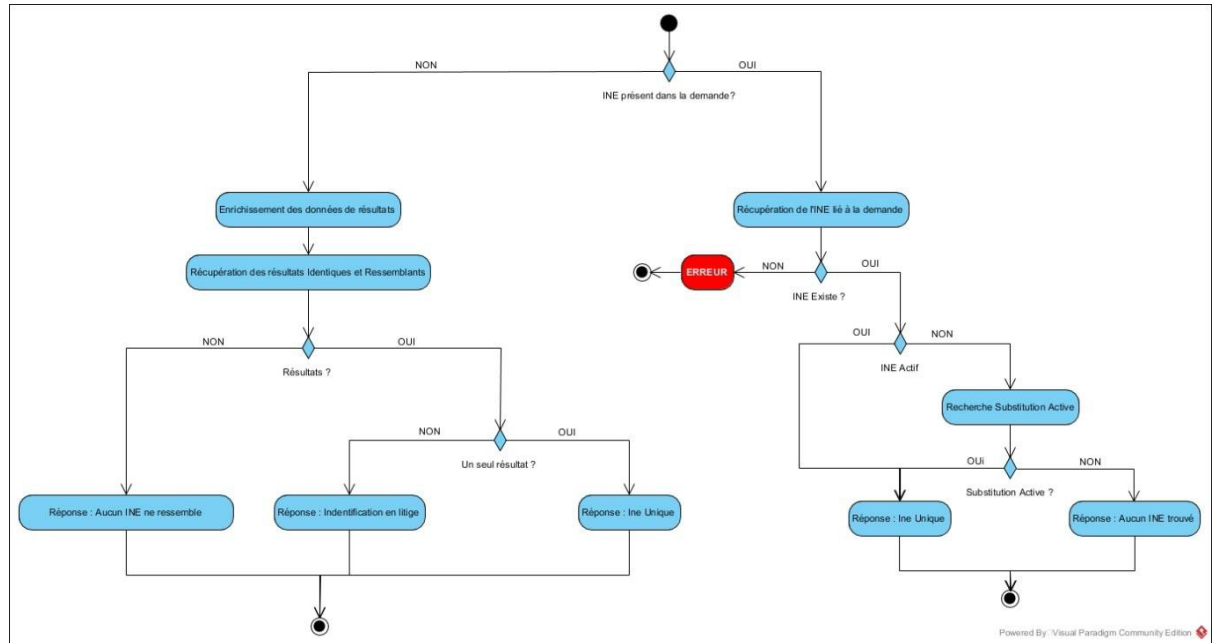 NON
OUI
INE présent dans la demande?
Enrichissement des données de résultats
Récupération de l'INE lié à la demande
Récupération des résultats Identiques et Ressemblants
ERREUR
NON
OUI
INE Existe ?
NON
OUI
Résultats ?
OUI
NON
INE Actif
Recherche Substitution Active
NON
OUI
Un seul résultat ?
OUi
NON
Substitution Active ?
Réponse : Aucun INE ne ressemble
Réponse : Indentification en litige
Réponse : Ine Unique
Réponse : Ine Unique
Réponse : Aucun INE trouvé
Powered By Visual Paradigm Community Edition